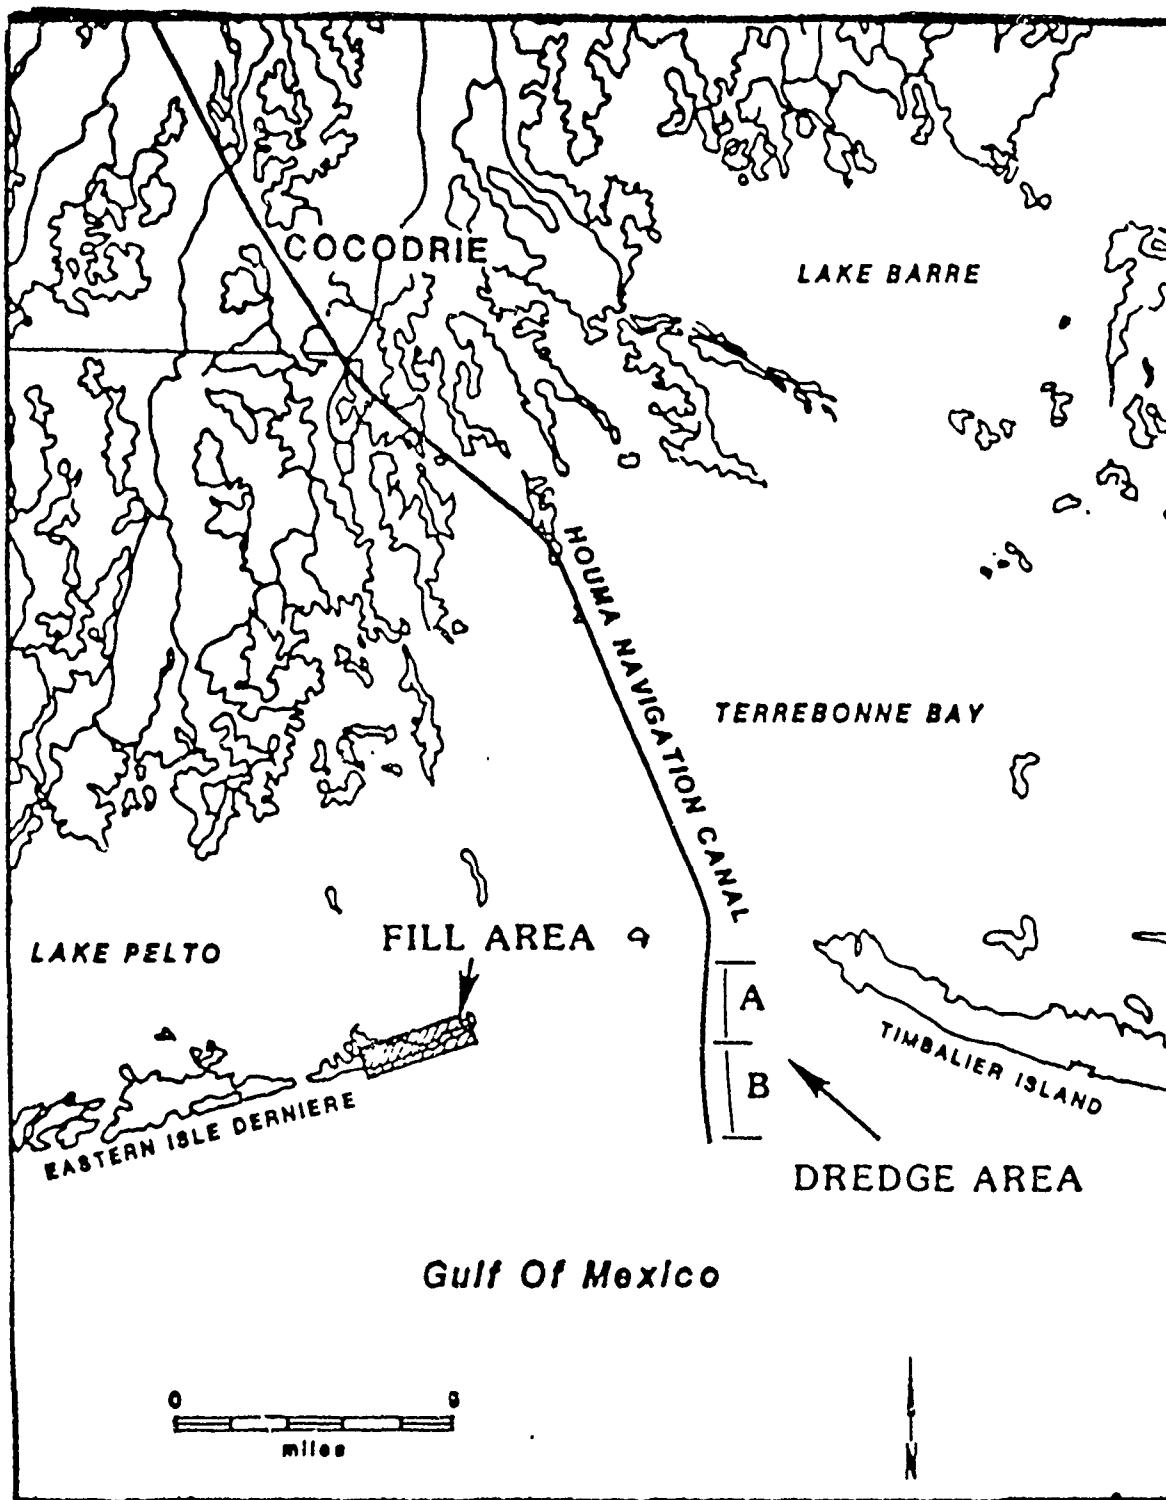 COCODRIE
LAKE BARRE
HOUMA NAVIGATION CANAL
TERREBONNE BAY
LAKE PELTO
FILL AREA
A
TIMBALIER ISLAND
B
EASTERN ISLE DERNIERE
DREDGE AREA
Gulf Of Mexico
0
miles
N